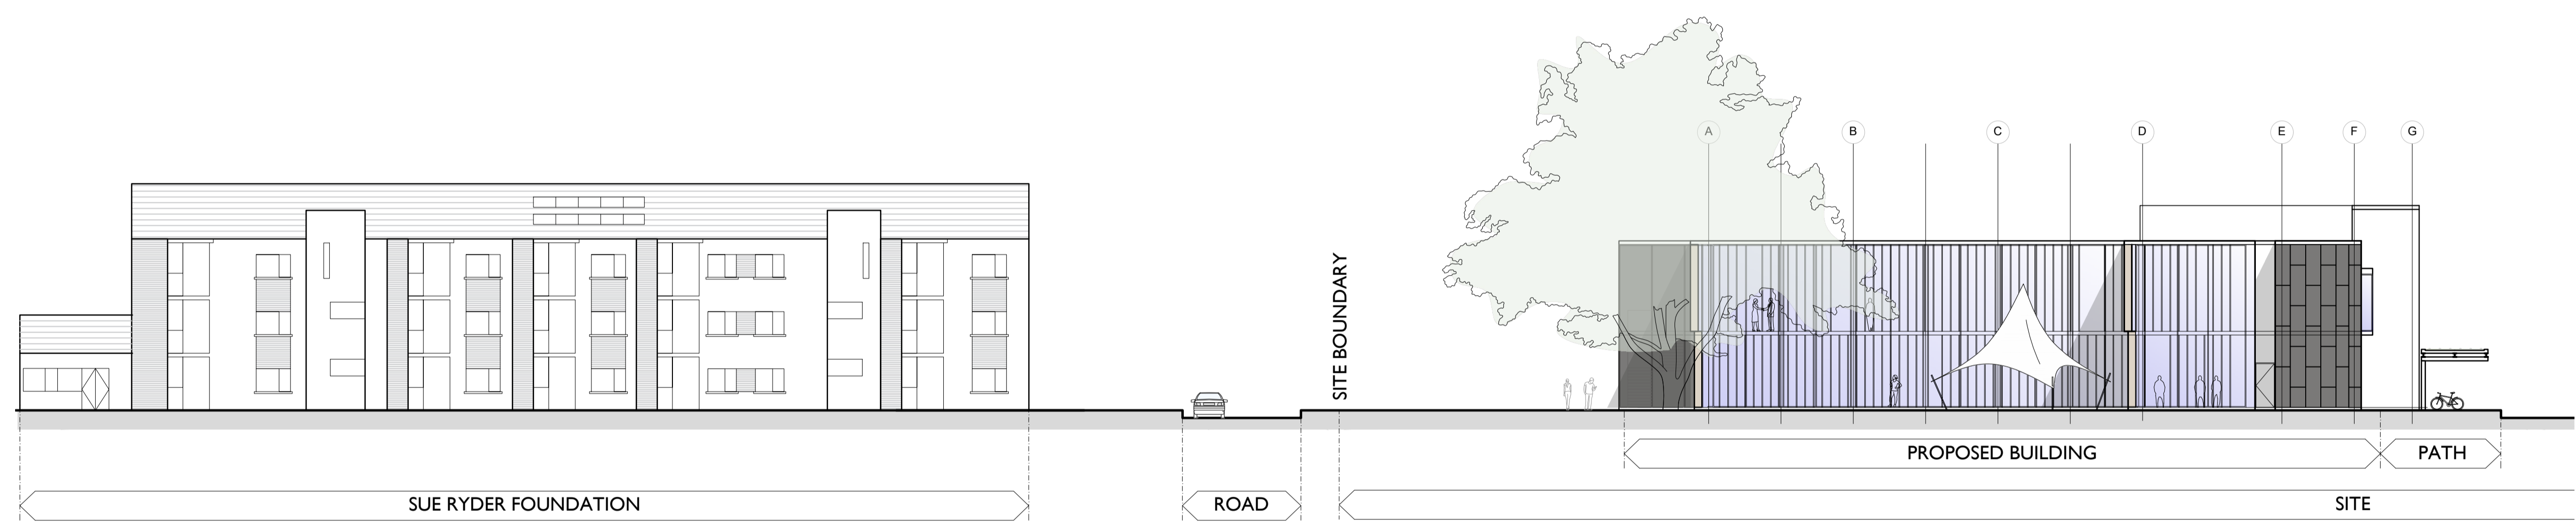 A
B
C
D
E
F
G
SITE BOUNDARY
PROPOSED BUILDING
PATH
SUE RYDER FOUNDATION
ROAD
SITE